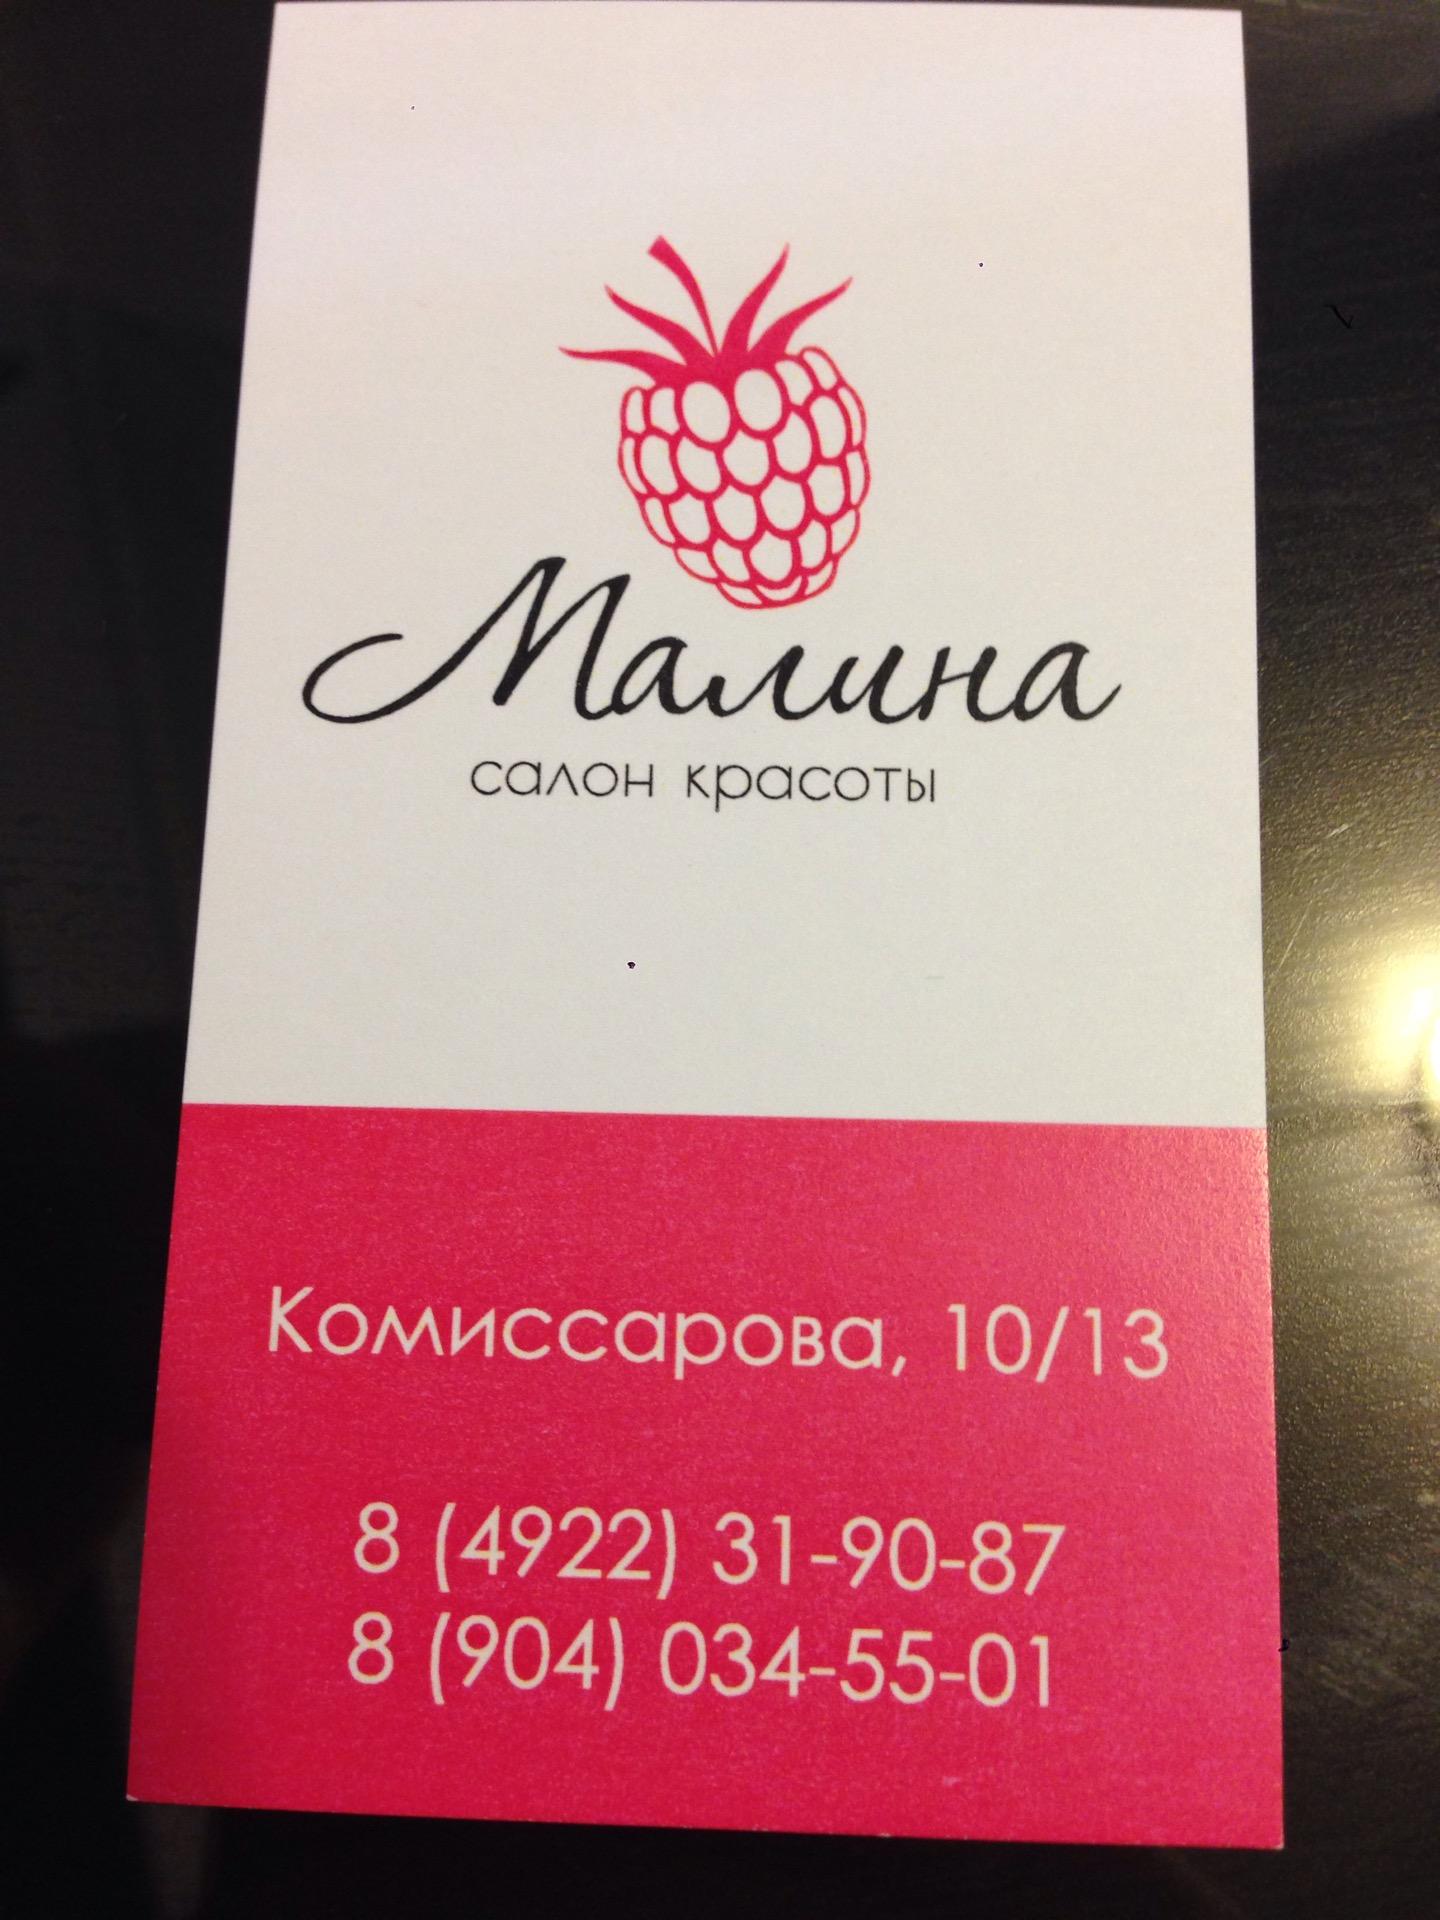 Малина
салон красоты
Комиссарова, 10/13
8 (4922) 31-90-87
8 (904) 034-55-01